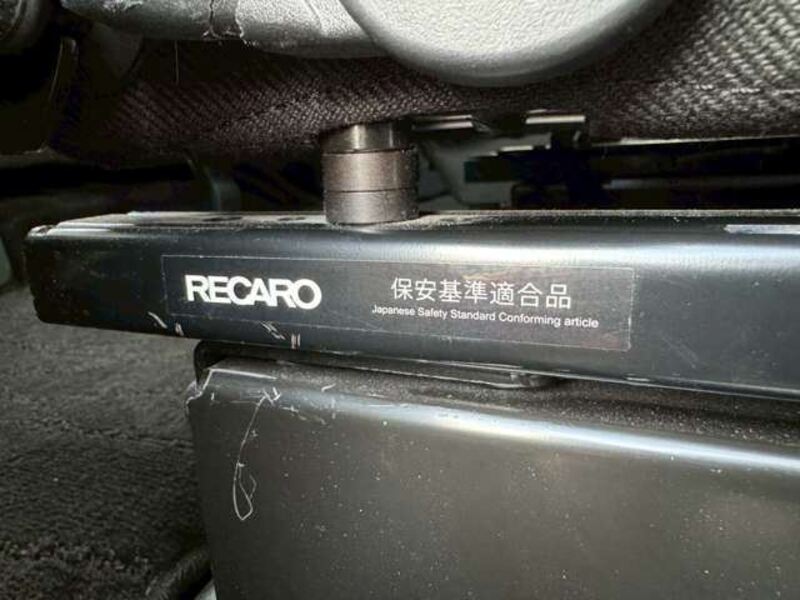 RECARO
保安基準適合品
Japanese Safety Standard Conforming article